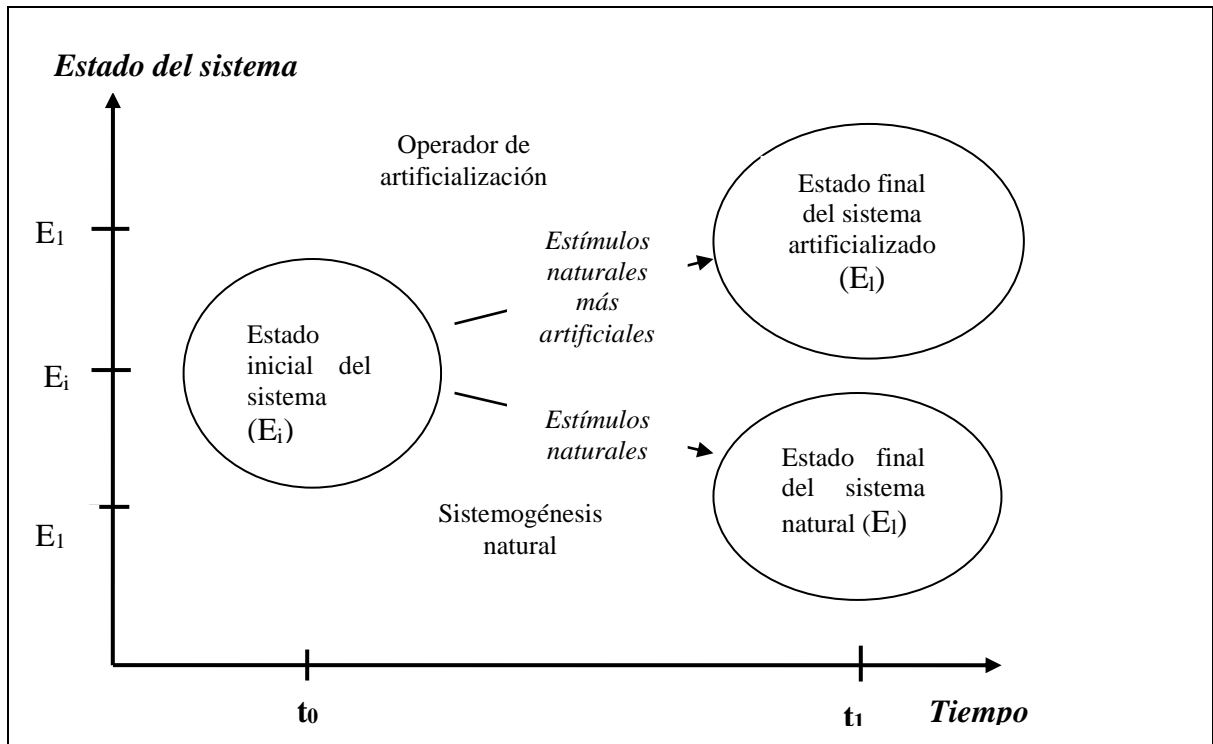 Estado del sistema
Operador de
artificialización
Estado final
del sistema
artificializado
(El)
E1
Estímulos
naturales
más
artificiales
Estado
inicial del
sistema
(Ei)
Ei
Estímulos
naturales
Estado final
del sistema
natural (El)
Sistemogénesis
natural
E1
t0
t1
Tiempo